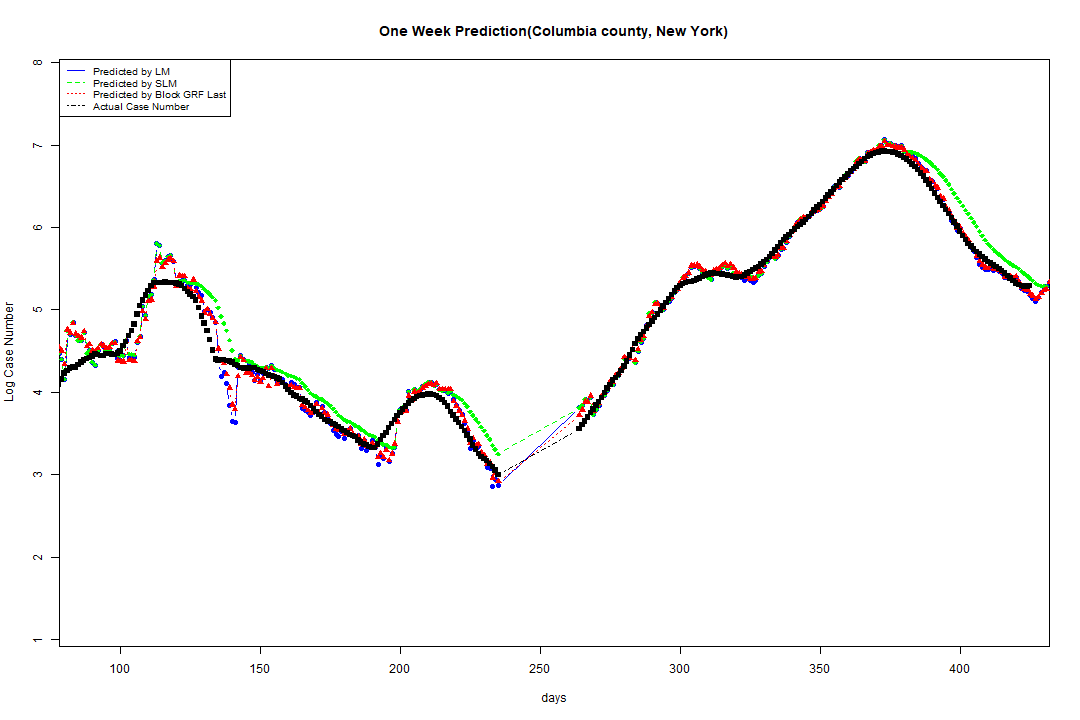 One Week Prediction(Columbia county, New York)
Predicted by LM
Predicted by SLM
Predicted by Block GRF Last
Actual Case Number
8
7
6
5
4
3
2
1
Log Case Number
100 150 200 250 300 350 400
days